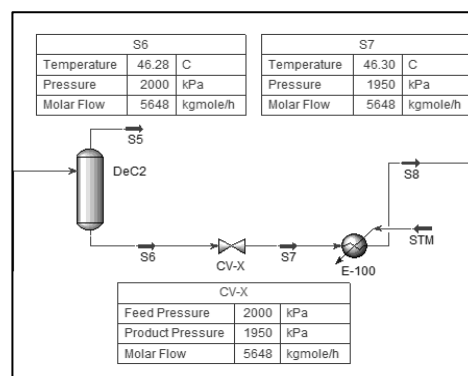 S6
Temperature 46.28 C
Pressure 2000 kPa
Molar Flow 5648 kgmole/h
S7
Temperature 46.30 C
Pressure 1950 kPa
Molar Flow 5648 kgmole/h
S5
DeC2
S8
STM
S6
CV-X
S7
E-100
CV-X
Feed Pressure 2000 kPa
Product Pressure 1950 kPa
Molar Flow 5648 kgmole/h